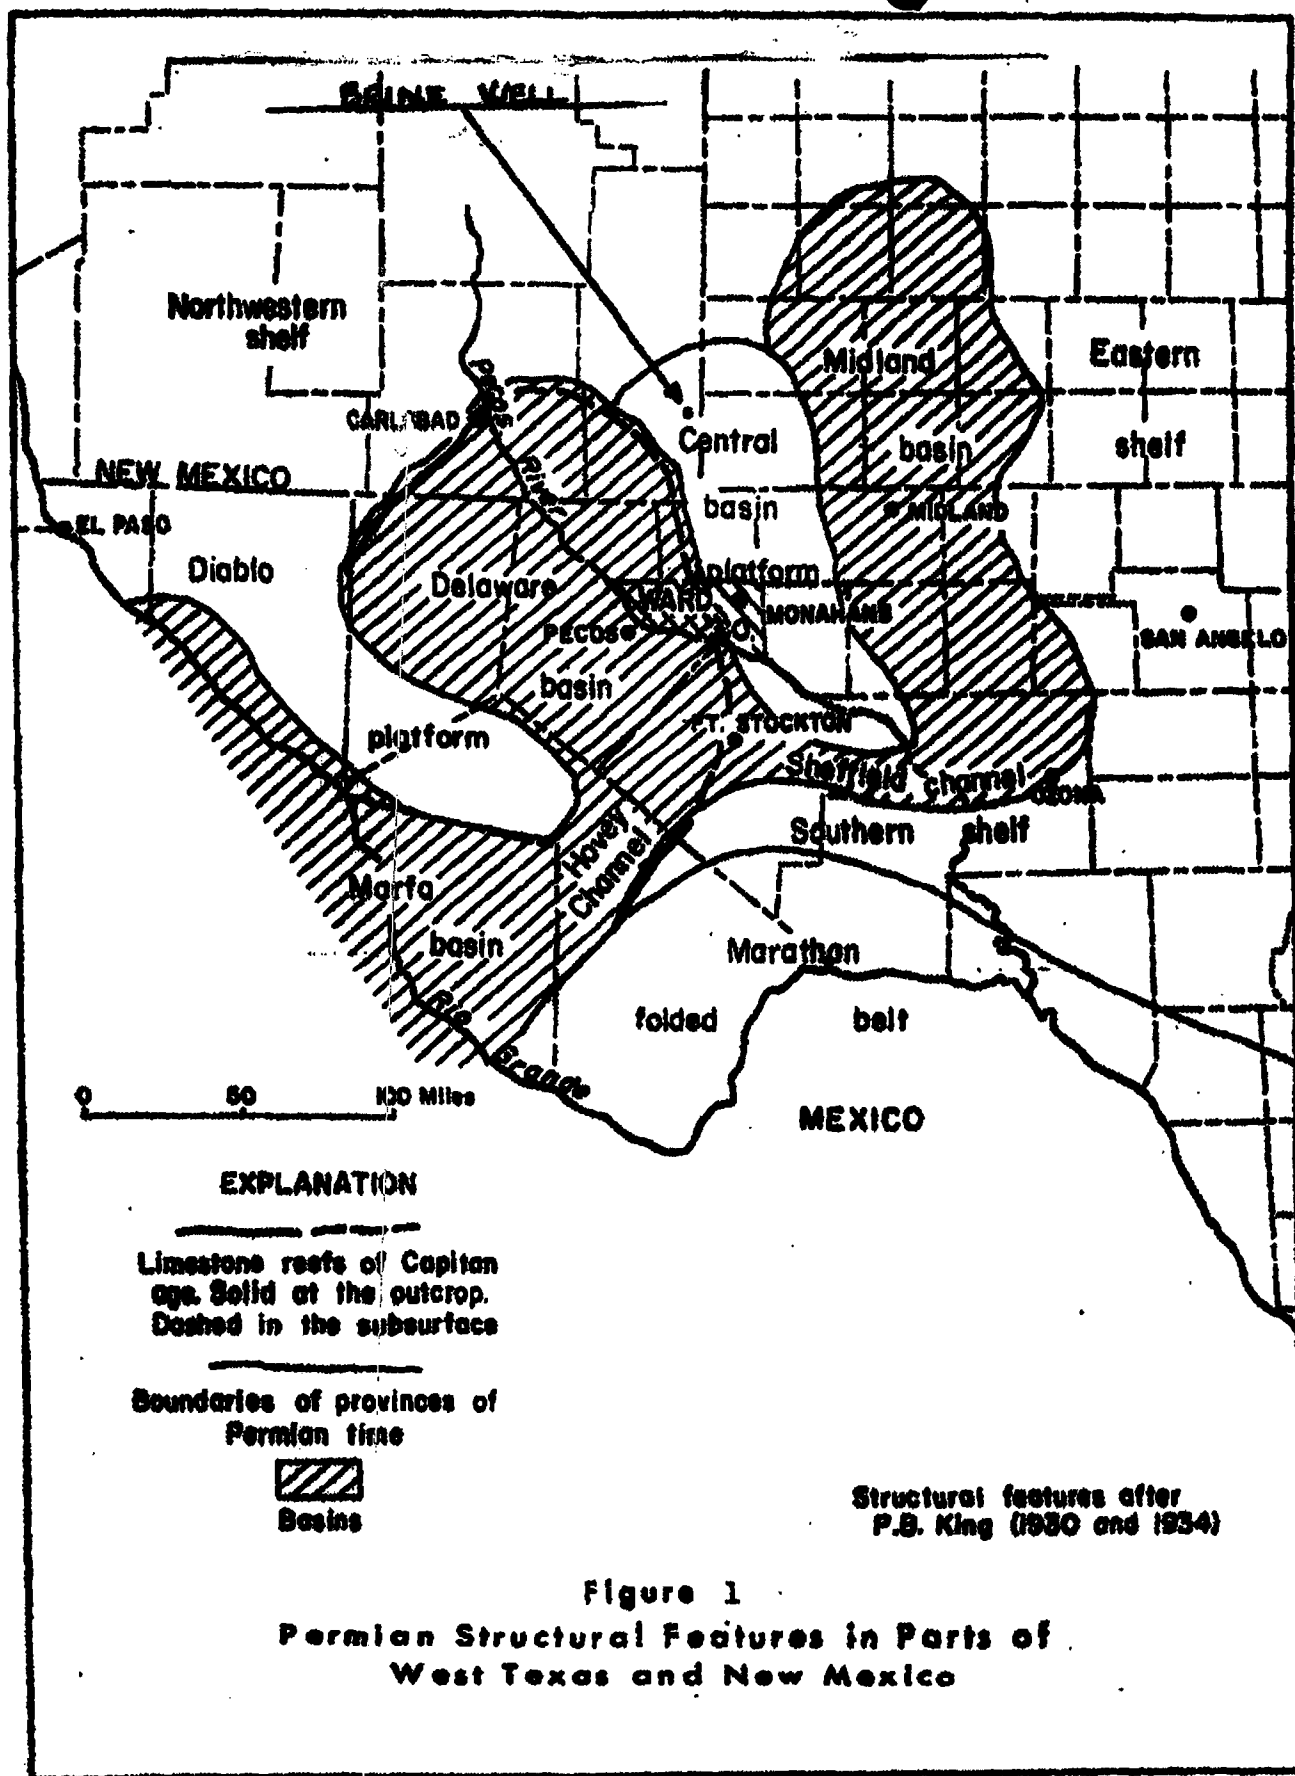 BRINE WELL
Northwestern
shelf
Pecos
River
CARLSBAD
NEW MEXICO
EL PASO
Diablo
platform
Delaware
basin
Midland
basin
Eastern
shelf
Central
basin
platform
MIDLAND
WARD
CO.
MONAHANS
PECOS
SAN ANGELO
FT. STOCKTON
Sheffield channel
OZONA
Southern shelf
Hovey
Channel
Marfa
basin
Marathon
folded belt
Rio
Grande
MEXICO
0 50 100 Miles
EXPLANATION
Limestone reefs of Capitan
age. Solid at the outcrop.
Dashed in the subsurface
Boundaries of provinces of
Permian time
Basins
Structural features after
P.B. King (1930 and 1934)
Figure 1
Permian Structural Features in Parts of
West Texas and New Mexico